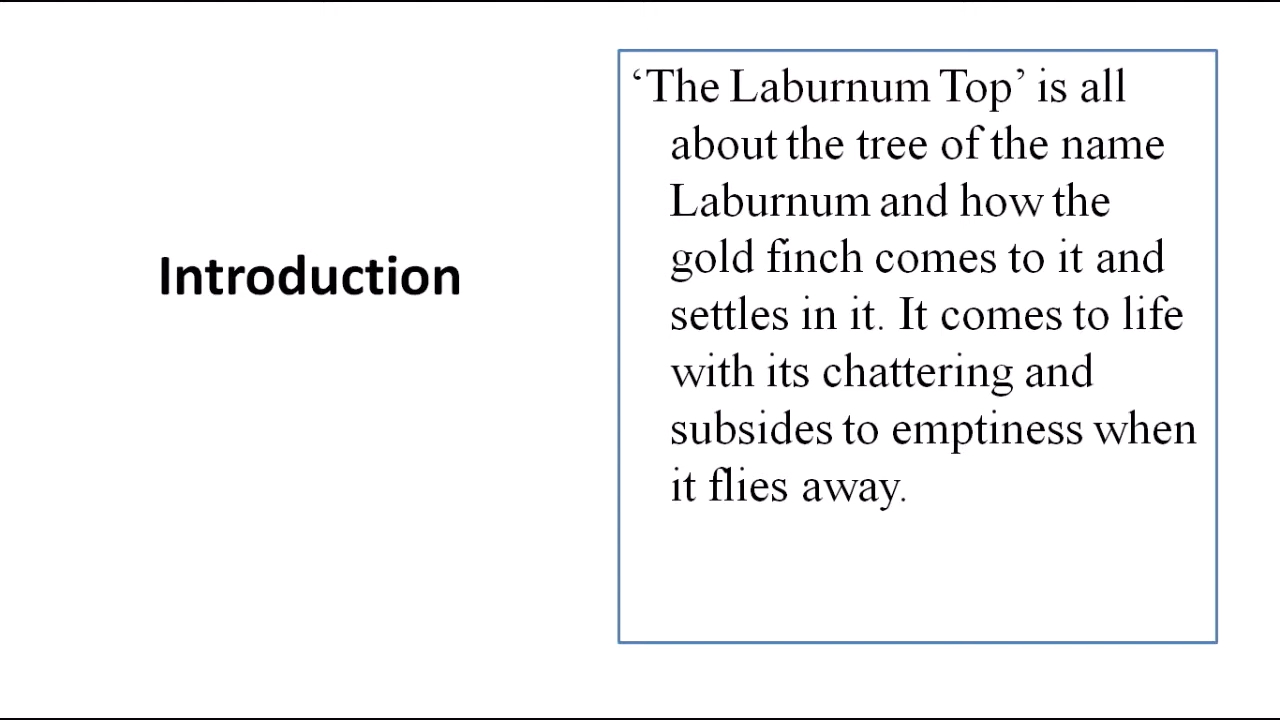 Introduction
‘The Laburnum Top’ is all
about the tree of the name
Laburnum and how the
gold finch comes to it and
settles in it. It comes to life
with its chattering and
subsides to emptiness when
it flies away.